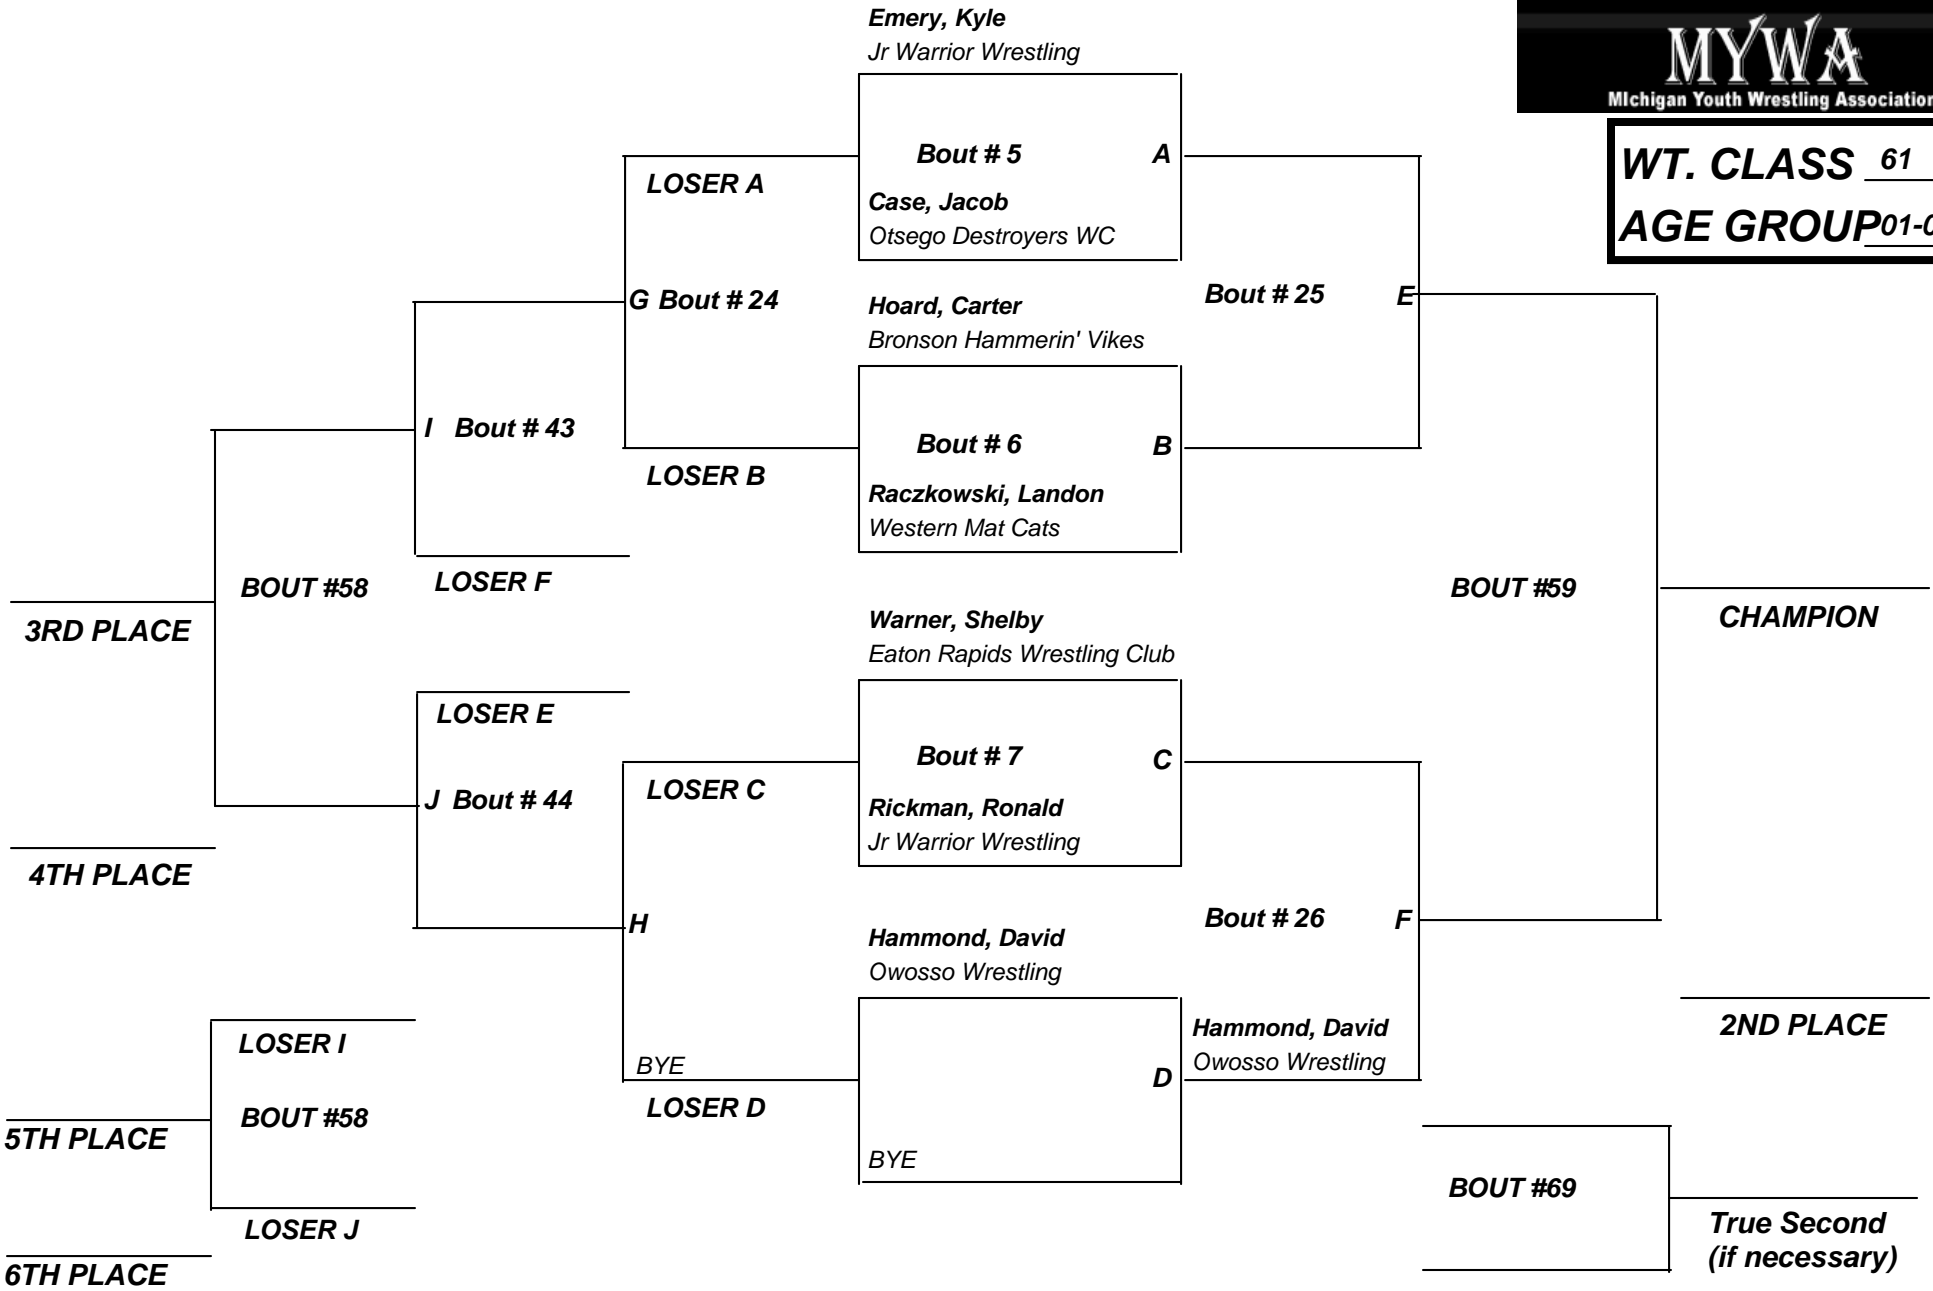 MYWA
MIchigan Youth Wrestling Association
WT. CLASS 61
AGE GROUP 01-0
Emery, Kyle
Jr Warrior Wrestling
Bout # 5 A
Case, Jacob
Otsego Destroyers WC
LOSER A
G Bout # 24
Hoard, Carter
Bronson Hammerin' Vikes
Bout # 25 E
Bout # 6 B
Raczkowski, Landon
Western Mat Cats
LOSER B
I Bout # 43
LOSER F
BOUT #58
3RD PLACE
BOUT #59
CHAMPION
Warner, Shelby
Eaton Rapids Wrestling Club
LOSER E
Bout # 7 C
Rickman, Ronald
Jr Warrior Wrestling
LOSER C
J Bout # 44
4TH PLACE
H
Bout # 26 F
Hammond, David
Owosso Wrestling
D
BYE
Hammond, David
Owosso Wrestling
BYE
LOSER D
2ND PLACE
LOSER I
BOUT #58
5TH PLACE
LOSER J
6TH PLACE
BOUT #69
True Second
(if necessary)